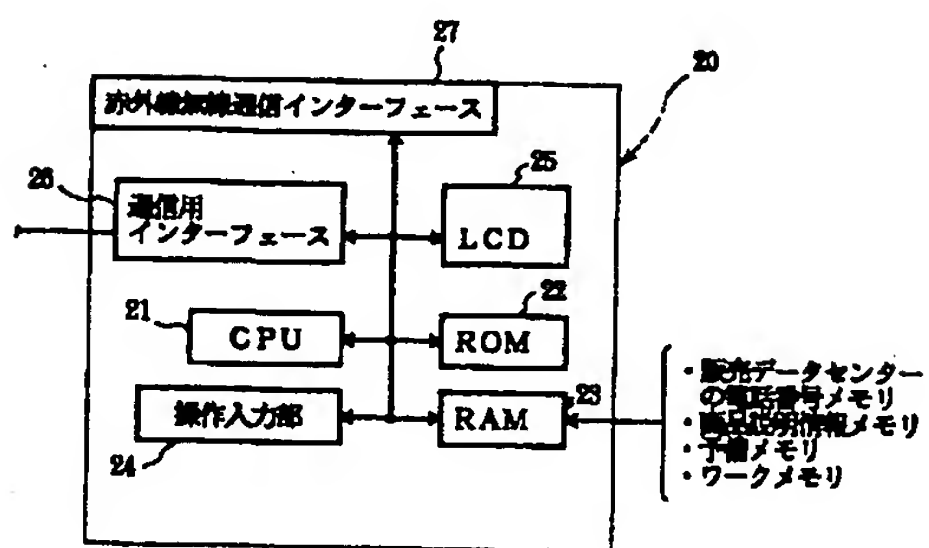 27
20
赤外線無線通信インターフェース
26
25
通信用
インターフェース
LCD
21
22
CPU
ROM
23
操作入力部
RAM
24
・販売データセンター
の電話番号メモリ
・商品説明情報メモリ
・予備メモリ
・ワークメモリ